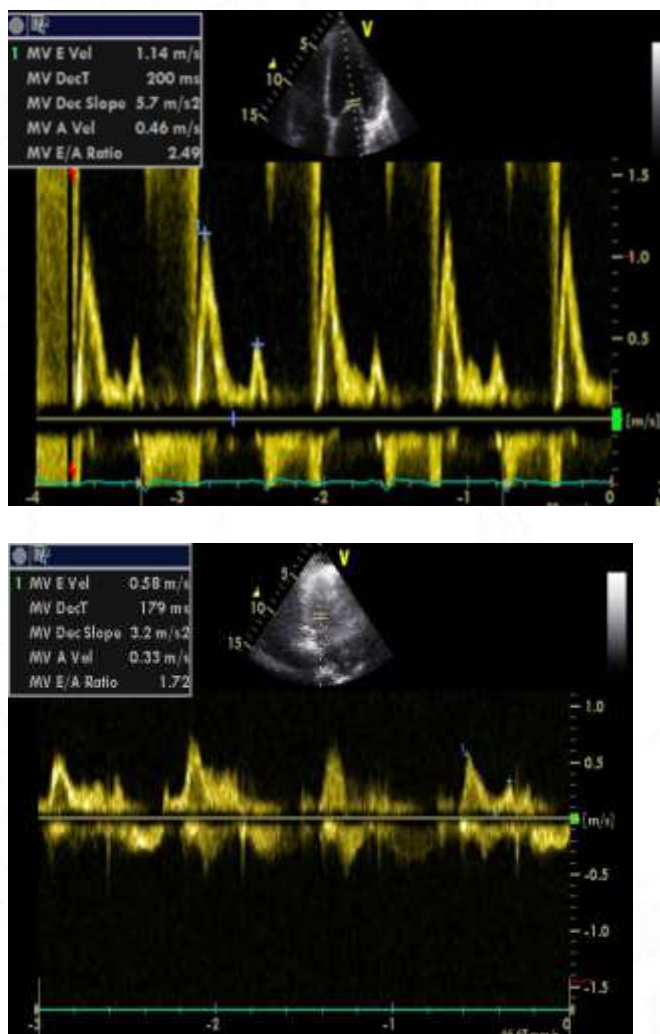 V
1 MV E Vel 1.14 m/s
MV DecT 200 ms
MV Dec Slope 5.7 m/s2
MV A Vel 0.46 m/s
MV E/A Ratio 2.49
5
10
15
1.5
1.0
0.5
[m/s]
-4 -3 -2 -1 0
V
1 MV E Vel 0.58 m/s
MV DecT 179 ms
MV Dec Slope 3.2 m/s2
MV A Vel 0.33 m/s
MV E/A Ratio 1.72
5
10
15
1.0
0.5
[m/s]
-0.5
-1.0
-1.5
-2 -1 0